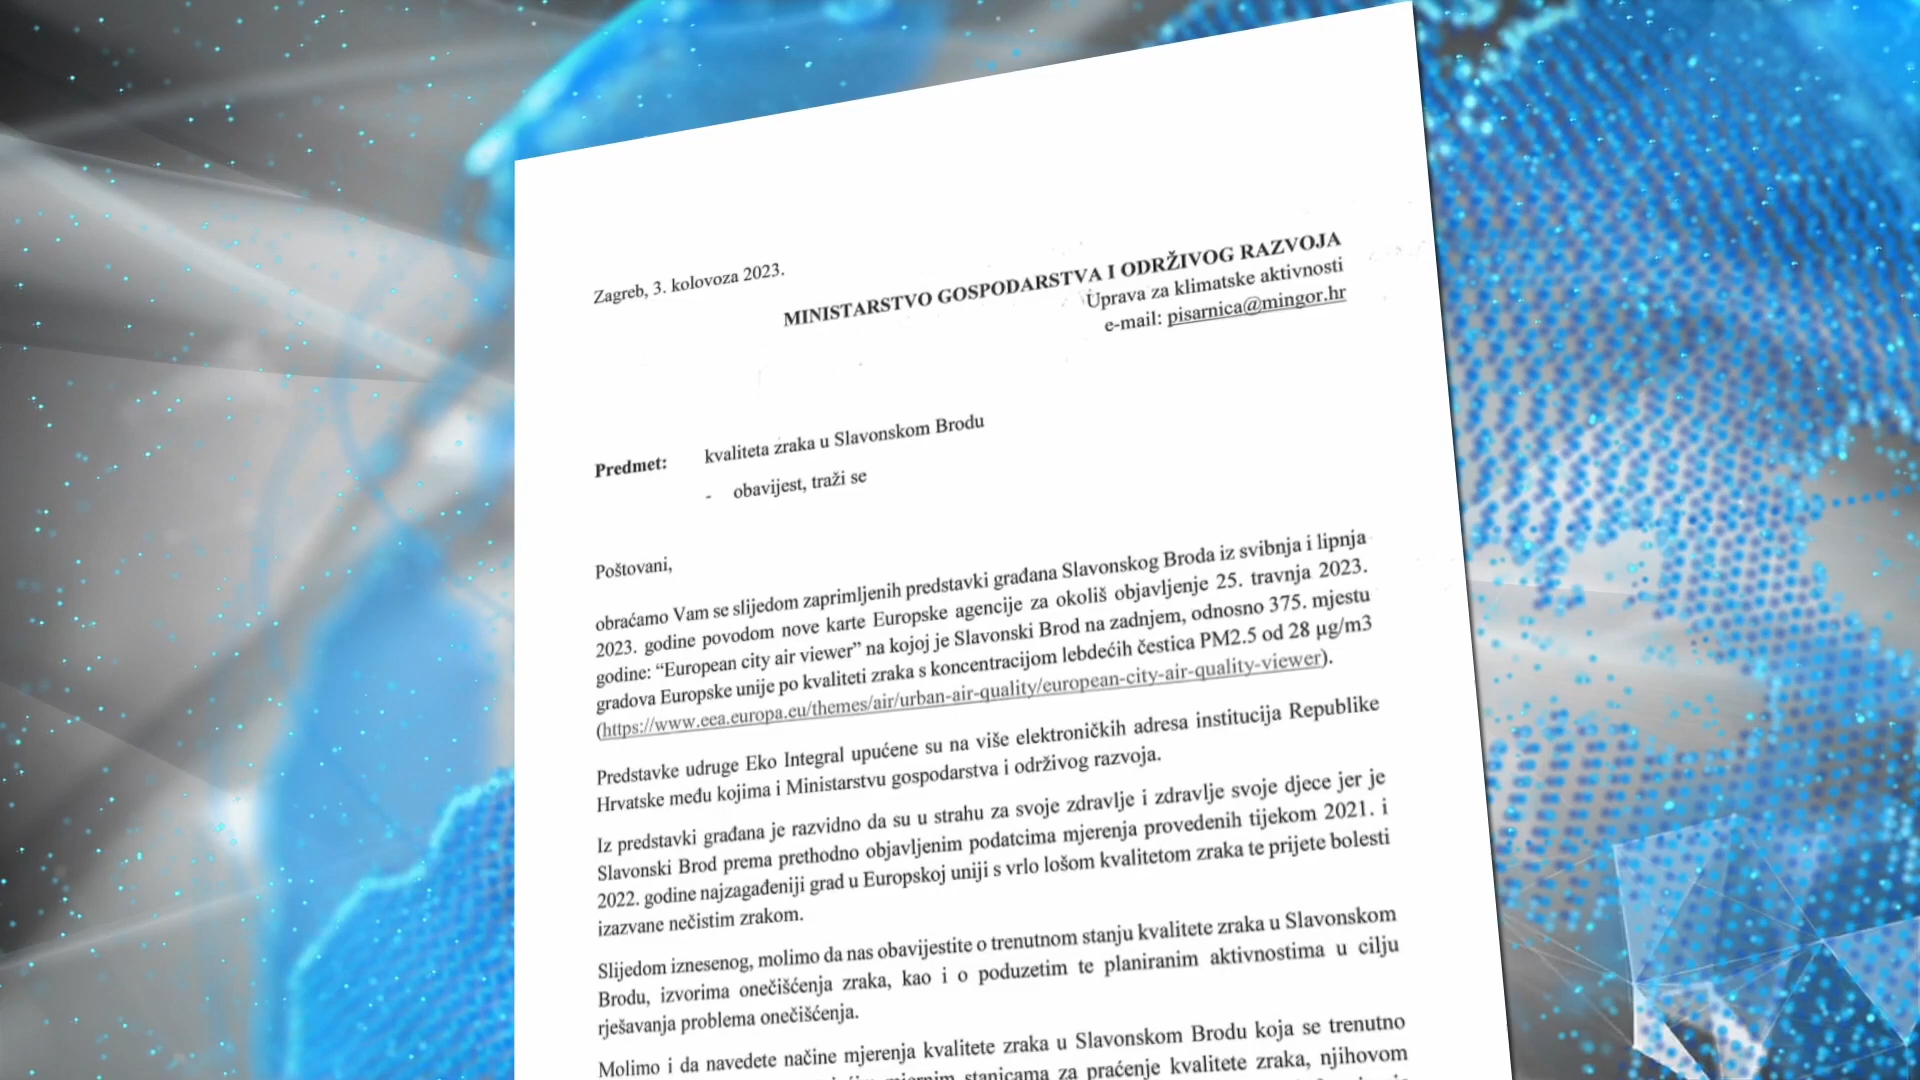 Zagreb, 3. kolovoza 2023.
MINISTARSTVO GOSPODARSTVA I ODRŽIVOG RAZVOJA
Uprava za klimatske aktivnosti
e-mail: pisarnica@mingor.hr
Predmet: kvaliteta zraka u Slavonskom Brodu
- obavijest, traži se
Poštovani,
obraćamo Vam se slijedom zaprimljenih predstavki građana Slavonskog Broda iz svibnja i lipnja
2023. godine povodom nove karte Europske agencije za okoliš objavljenje 25. travnja 2023.
godine: “European city air viewer” na kojoj je Slavonski Brod na zadnjem, odnosno 375. mjestu
gradova Europske unije po kvaliteti zraka s koncentracijom lebdećih čestica PM2.5 od 28 µg/m3
(https://www.eea.europa.eu/themes/air/urban-air-quality/european-city-air-quality-viewer).
Predstavke udruge Eko Integral upućene su na više elektroničkih adresa institucija Republike
Hrvatske među kojima i Ministarstvu gospodarstva i održivog razvoja.
Iz predstavki građana je razvidno da su u strahu za svoje zdravlje i zdravlje svoje djece jer je
Slavonski Brod prema prethodno objavljenim podatcima mjerenja provedenih tijekom 2021. i
2022. godine najzagađeniji grad u Europskoj uniji s vrlo lošom kvalitetom zraka te prijete bolesti
izazvane nečistim zrakom.
Slijedom iznesenog, molimo da nas obavijestite o trenutnom stanju kvalitete zraka u Slavonskom
Brodu, izvorima onečišćenja zraka, kao i o poduzetim te planiranim aktivnostima u cilju
rješavanja problema onečišćenja.
Molimo i da navedete načine mjerenja kvalitete zraka u Slavonskom Brodu koja se trenutno
stanicama za praćenje kvalitete zraka, njihovom